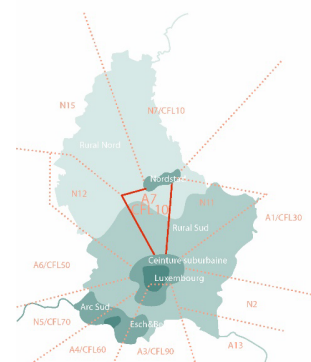 N15
N7/CFL10
Rural Nord
Nordstad
N12
A7
CFL10
N11
A1/CFL30
Rural Sud
Ceinture suburbaine
A6/CFL50
Luxembourg
Arc Sud
N2
N5/CFL70
Esch&B
A4/CFL60
A3/CFL90
A13